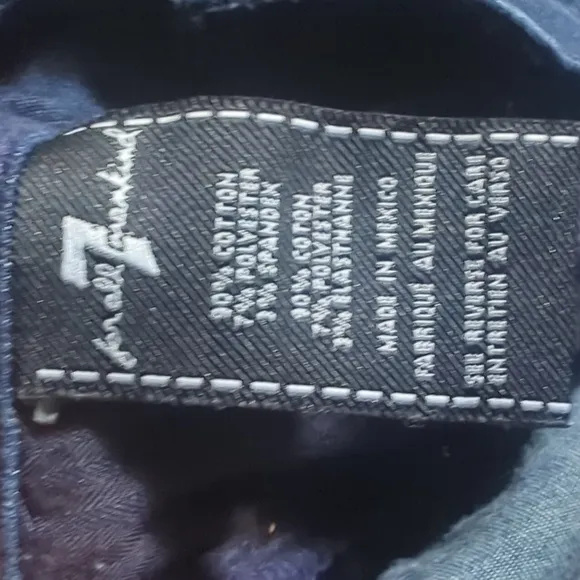 7
for all mankind
90% COTTON
7% POLYESTER
3% SPANDEX
90% COTON
7% POLYESTER
3% ELASTHANNE
MADE IN MEXICO
FABRIQUE AU MEXIQUE
SEE REVERSE FOR CARE
ENTRETIEN AU VERSO